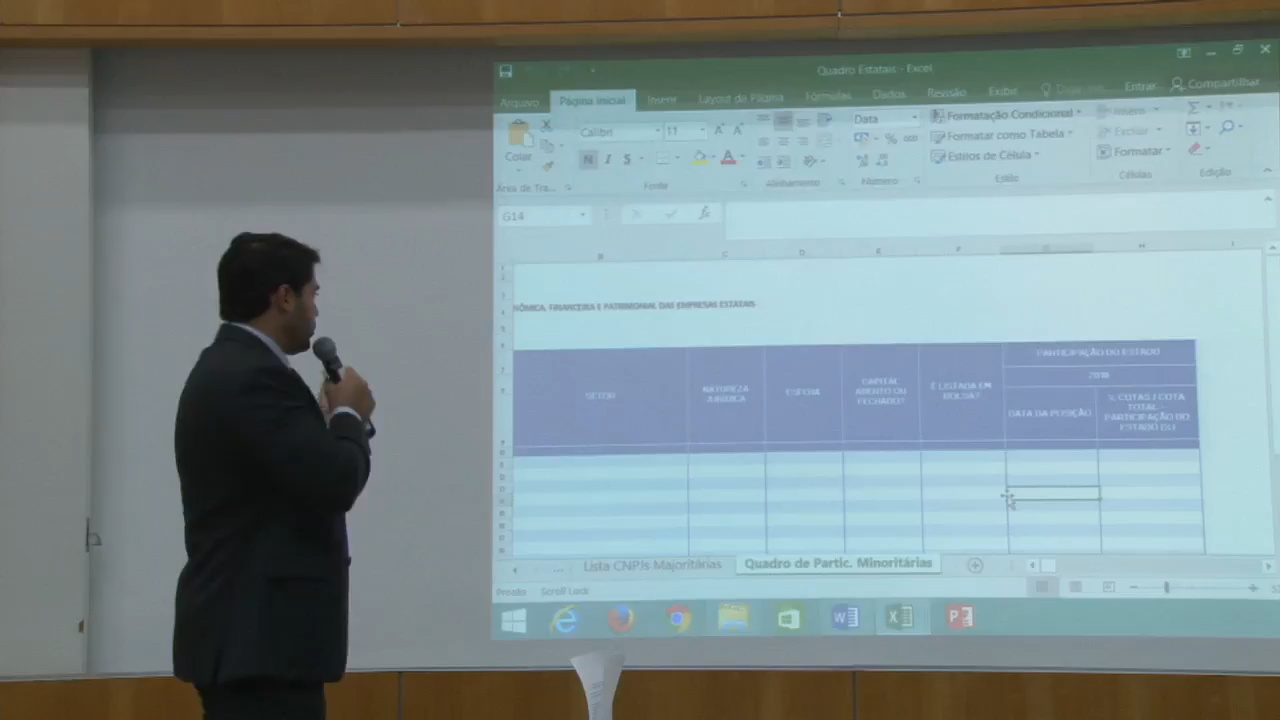 Quadro Estatais - Excel
Arquivo Página Inicial Inserir Layout da Página Fórmulas Dados Revisão Exibir Entrar Compartilhar
Colar
Calibri 11
N I S
Data
% 000
Formatação Condicional
Formatar como Tabela
Estilos de Célula
Inserir
Excluir
Formatar
Área de Tra... Fonte Alinhamento Número Estilo Células Edição
G14 fx
NÔMICA, FINANCEIRA E PATRIMONIAL DAS EMPRESAS ESTATAIS
SETOR
NATUREZA
JURÍDICA
ESFERA
CAPITAL
ABERTO OU
FECHADO?
É LISTADA EM
BOLSA?
PARTICIPAÇÃO DO ESTADO
DATA DA POSIÇÃO
% COTAS / COTA
TOTAL
PARTICIPAÇÃO DO
ESTADO
Lista CNPJs Majoritárias Quadro de Partic. Minoritárias
Pronto Scroll Lock